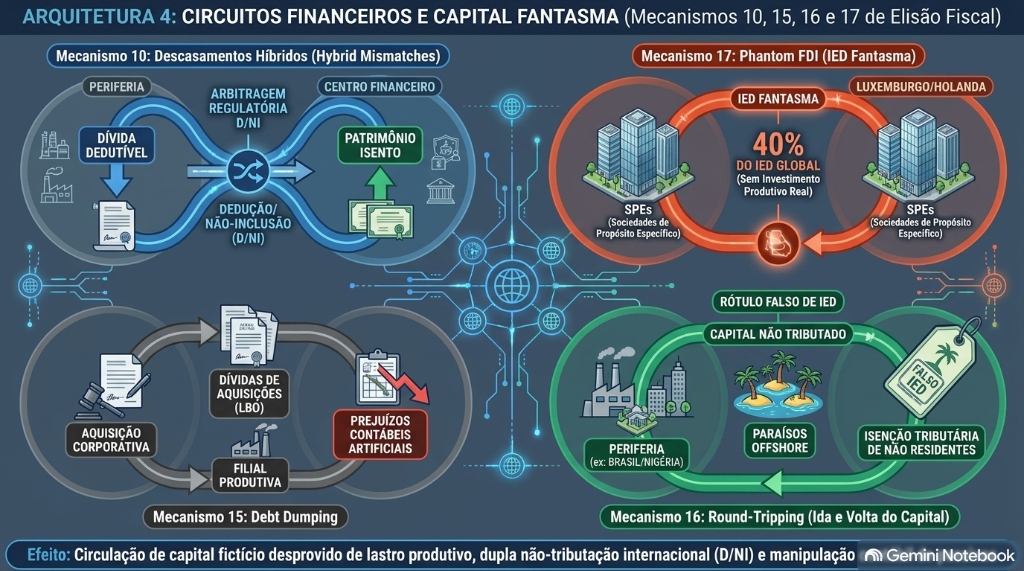 ARQUITETURA 4: CIRCUITOS FINANCEIROS E CAPITAL FANTASMA (Mecanismos 10, 15, 16 e 17 de Elisão Fiscal)
Mecanismo 10: Descasamentos Híbridos (Hybrid Mismatches)
PERIFERIA
ARBITRAGEM
REGULATÓRIA
D/NI
CENTRO FINANCEIRO
DÍVIDA
DEDUTÍVEL
PATRIMÔNIO
ISENTO
DEDUÇÃO/
NÃO-INCLUSÃO
(D/NI)
Mecanismo 17: Phantom FDI (IED Fantasma)
IED FANTASMA
LUXEMBURGO/HOLANDA
40%
DO IED GLOBAL
(Sem Investimento
Produtivo Real)
SPEs
(Sociedades de
Propósito Específico)
SPEs
(Sociedades de Propósito
Específico)
DÍVIDAS DE
AQUISIÇÕES
(LBO)
AQUISIÇÃO
CORPORATIVA
FILIAL
PRODUTIVA
PREJUÍZOS
CONTÁBEIS
ARTIFICIAIS
Mecanismo 15: Debt Dumping
RÓTULO FALSO DE IED
CAPITAL NÃO TRIBUTADO
FALSO
IED
PERIFERIA
(ex: BRASIL/NIGÉRIA)
PARAÍSOS
OFFSHORE
ISENÇÃO TRIBUTÁRIA
DE NÃO RESIDENTES
Mecanismo 16: Round-Tripping (Ida e Volta do Capital)
Efeito: Circulação de capital fictício desprovido de lastro produtivo, dupla não-tributação internacional (D/NI) e manipulação
Gemini Notebook